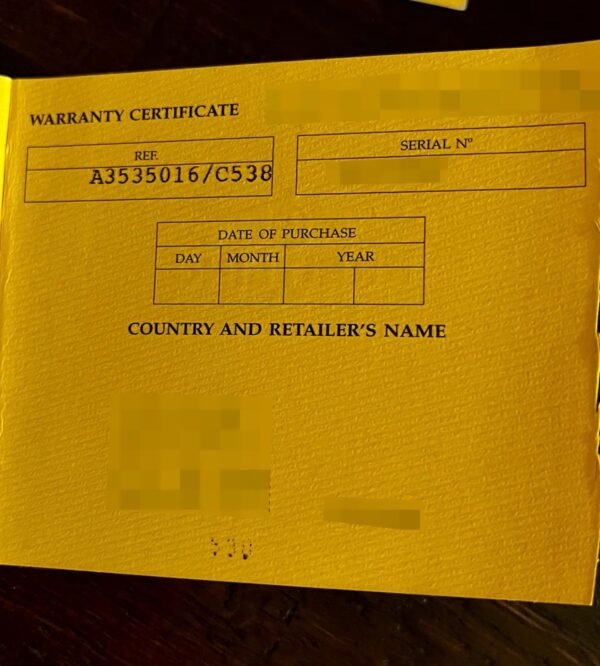 WARRANTY CERTIFICATE
REF. SERIAL Nº
A3535016/C538
DATE OF PURCHASE
DAY MONTH YEAR
COUNTRY AND RETAILER'S NAME